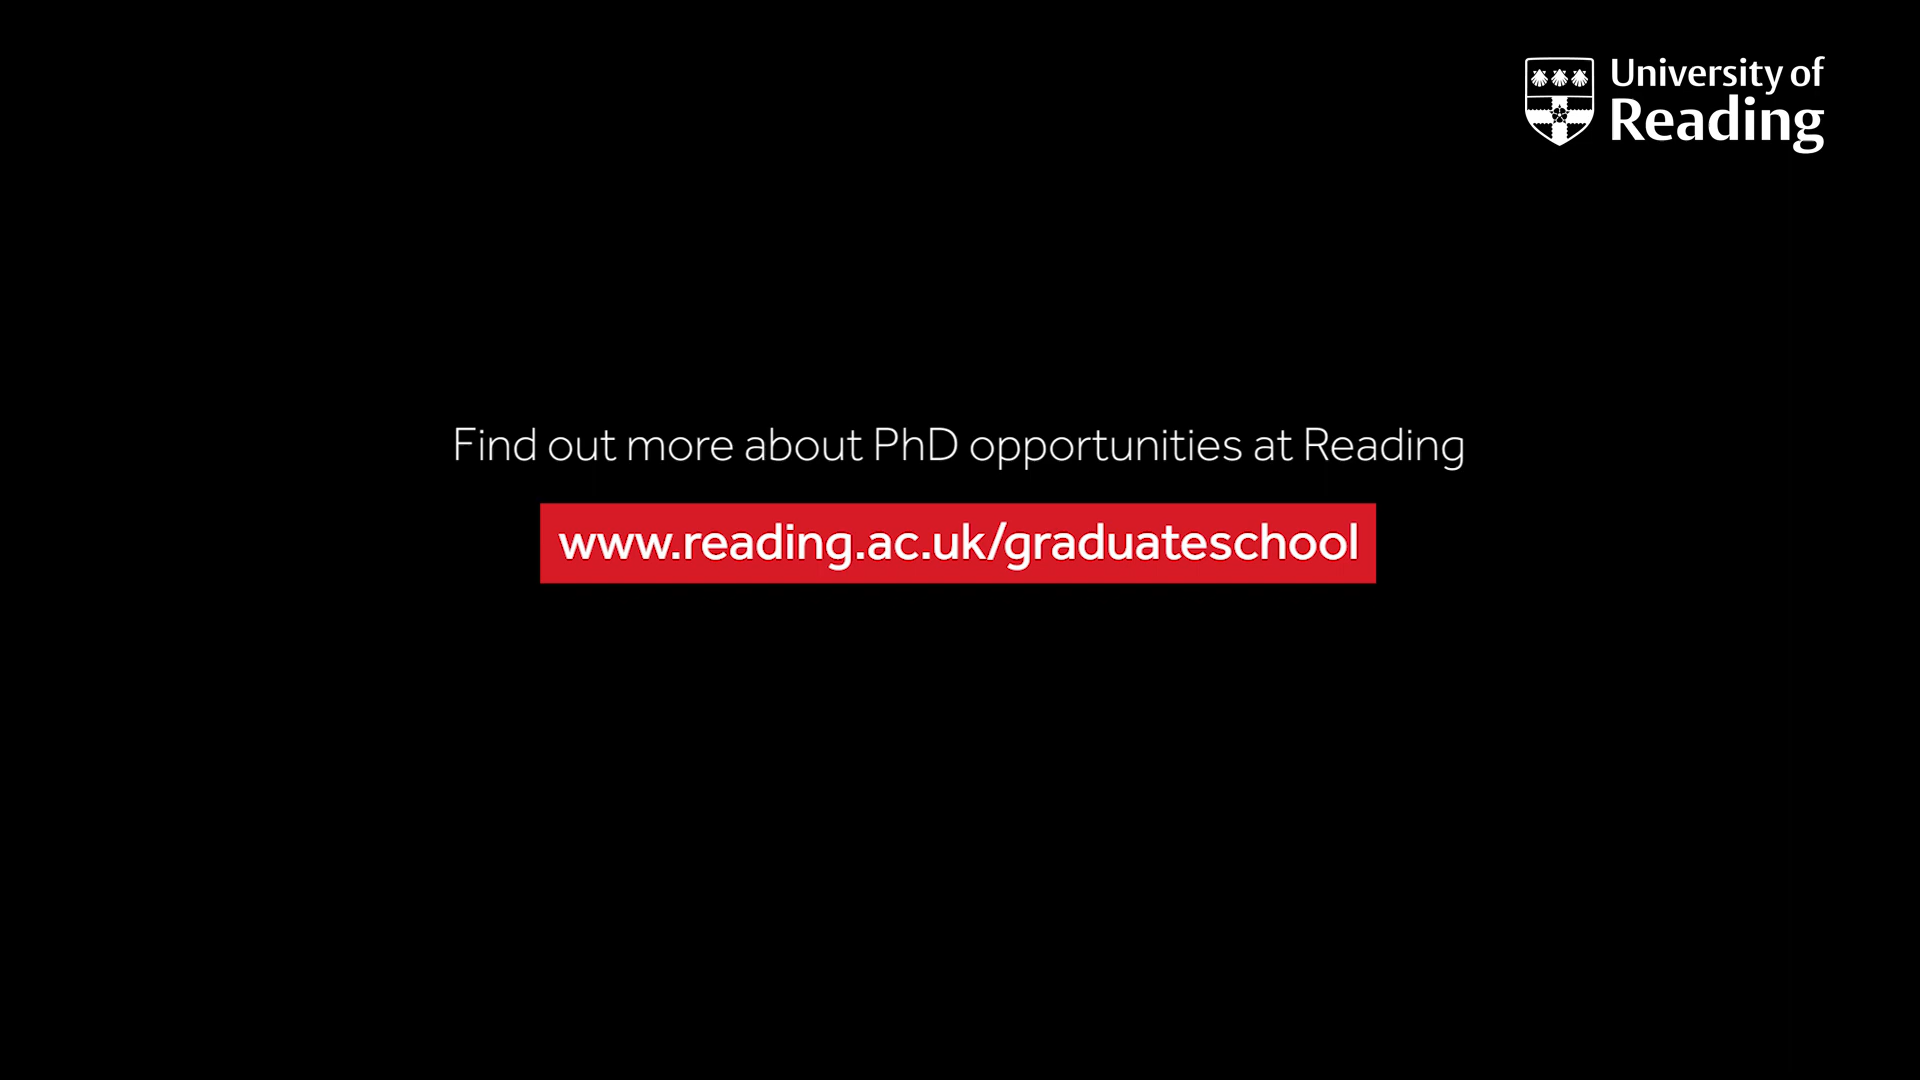 University of
Reading
Find out more about PhD opportunities at Reading
www.reading.ac.uk/graduateschool